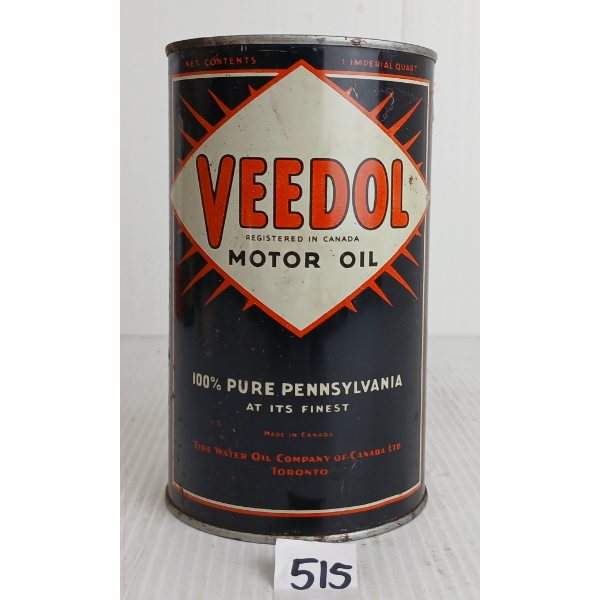 NET. CONTENTS 1 IMPERIAL QUART
VEEDOL
REGISTERED IN CANADA
MOTOR OIL
100% PURE PENNSYLVANIA
AT ITS FINEST
MADE IN CANADA
TIDE WATER OIL COMPANY OF CANADA LTD
TORONTO
515